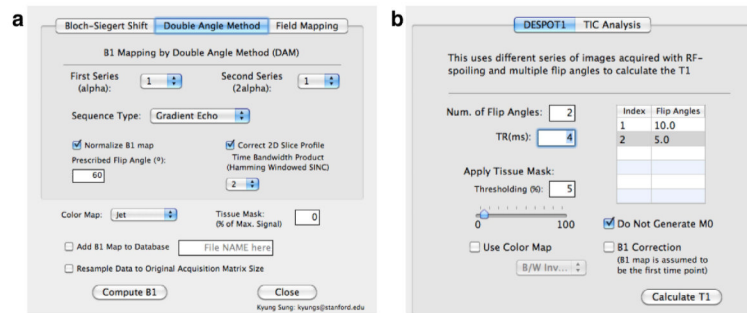 a
Bloch-Siegert Shift Double Angle Method Field Mapping
B1 Mapping by Double Angle Method (DAM)
First Series Second Series
(alpha): 1 (2alpha): 1
Sequence Type: Gradient Echo
Normalize B1 map Correct 2D Slice Profile
Prescribed Flip Angle (º): Time Bandwidth Product
60 (Hamming Windowed SINC)
2
Color Map: Jet Tissue Mask: 0
(% of Max. Signal)
Add B1 Map to Database File NAME here
Resample Data to Original Acquisition Matrix Size
Compute B1 Close
Kyung Sung: kyungs@stanford.edu
b
DESPOT1 TIC Analysis
This uses different series of images acquired with RF-
spoiling and multiple flip angles to calculate the T1
Num. of Flip Angles: 2
TR(ms): 4
Index Flip Angles
1 10.0
2 5.0
Apply Tissue Mask:
Thresholding (%): 5
0 100
Do Not Generate M0
Use Color Map
B/W Inv...
B1 Correction
(B1 map is assumed to
be the first time point)
Calculate T1